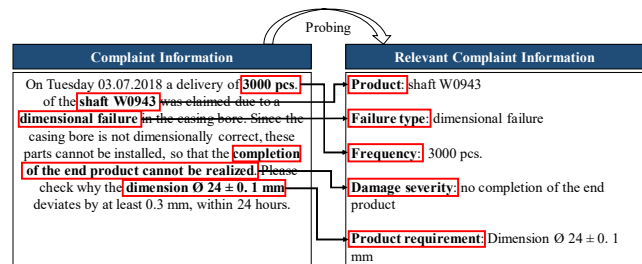 Probing
Complaint Information
Relevant Complaint Information
On Tuesday 03.07.2018 a delivery of 3000 pcs.
of the shaft W0943 was claimed due to a
dimensional failure in the casing bore. Since the
casing bore is not dimensionally correct, these
parts cannot be installed, so that the completion
of the end product cannot be realized. Please
check why the dimension Ø 24 ± 0. 1 mm
deviates by at least 0.3 mm, within 24 hours.
Product: shaft W0943
Failure type: dimensional failure
Frequency: 3000 pcs.
Damage severity: no completion of the end
product
Product requirement: Dimension Ø 24 ± 0. 1
mm